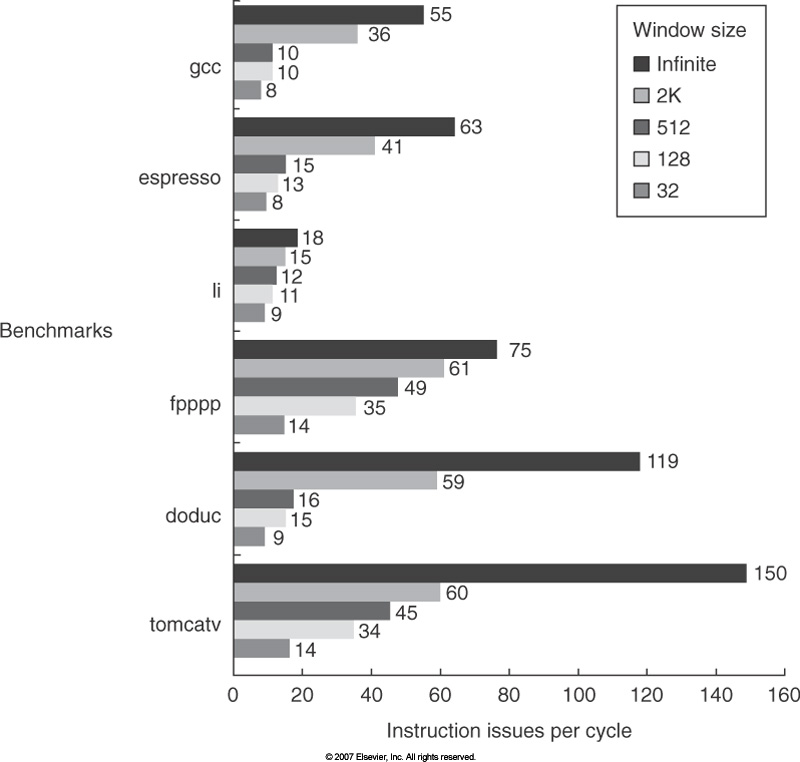 55
36
10
gcc
10
8
63
41
15
espresso
13
8
18
15
12
li
11
9
Benchmarks
75
61
49
fpppp
35
14
119
59
16
doduc
15
9
150
60
45
tomcatv
34
14
0 20 40 60 80 100 120 140 160
Instruction issues per cycle
Window size
Infinite
2K
512
128
32
© 2007 Elsevier, Inc. All rights reserved.